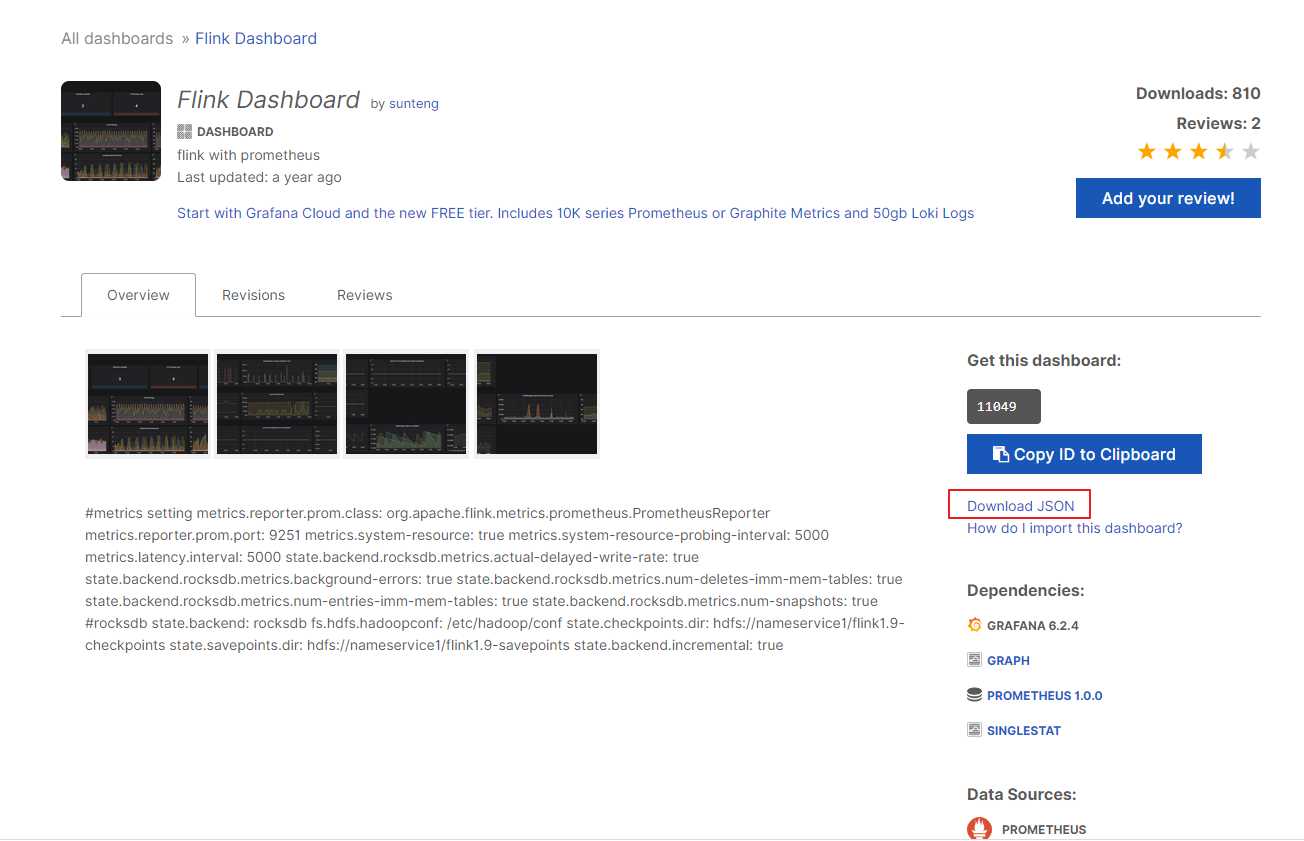 All dashboards » Flink Dashboard
Flink Dashboard by sunteng
DASHBOARD
flink with prometheus
Last updated: a year ago
Start with Grafana Cloud and the new FREE tier. Includes 10K series Prometheus or Graphite Metrics and 50gb Loki Logs
Downloads: 810
Reviews: 2
Add your review!
Overview
Revisions
Reviews
#metrics setting metrics.reporter.prom.class: org.apache.flink.metrics.prometheus.PrometheusReporter
metrics.reporter.prom.port: 9251 metrics.system-resource: true metrics.system-resource-probing-interval: 5000
metrics.latency.interval: 5000 state.backend.rocksdb.metrics.actual-delayed-write-rate: true
state.backend.rocksdb.metrics.background-errors: true state.backend.rocksdb.metrics.num-deletes-imm-mem-tables: true
state.backend.rocksdb.metrics.num-entries-imm-mem-tables: true state.backend.rocksdb.metrics.num-snapshots: true
#rocksdb state.backend: rocksdb fs.hdfs.hadoopconf: /etc/hadoop/conf state.checkpoints.dir: hdfs://nameservice1/flink1.9-
checkpoints state.savepoints.dir: hdfs://nameservice1/flink1.9-savepoints state.backend.incremental: true
Get this dashboard:
11049
Copy ID to Clipboard
Download JSON
How do I import this dashboard?
Dependencies:
GRAFANA 6.2.4
GRAPH
PROMETHEUS 1.0.0
SINGLESTAT
Data Sources:
PROMETHEUS